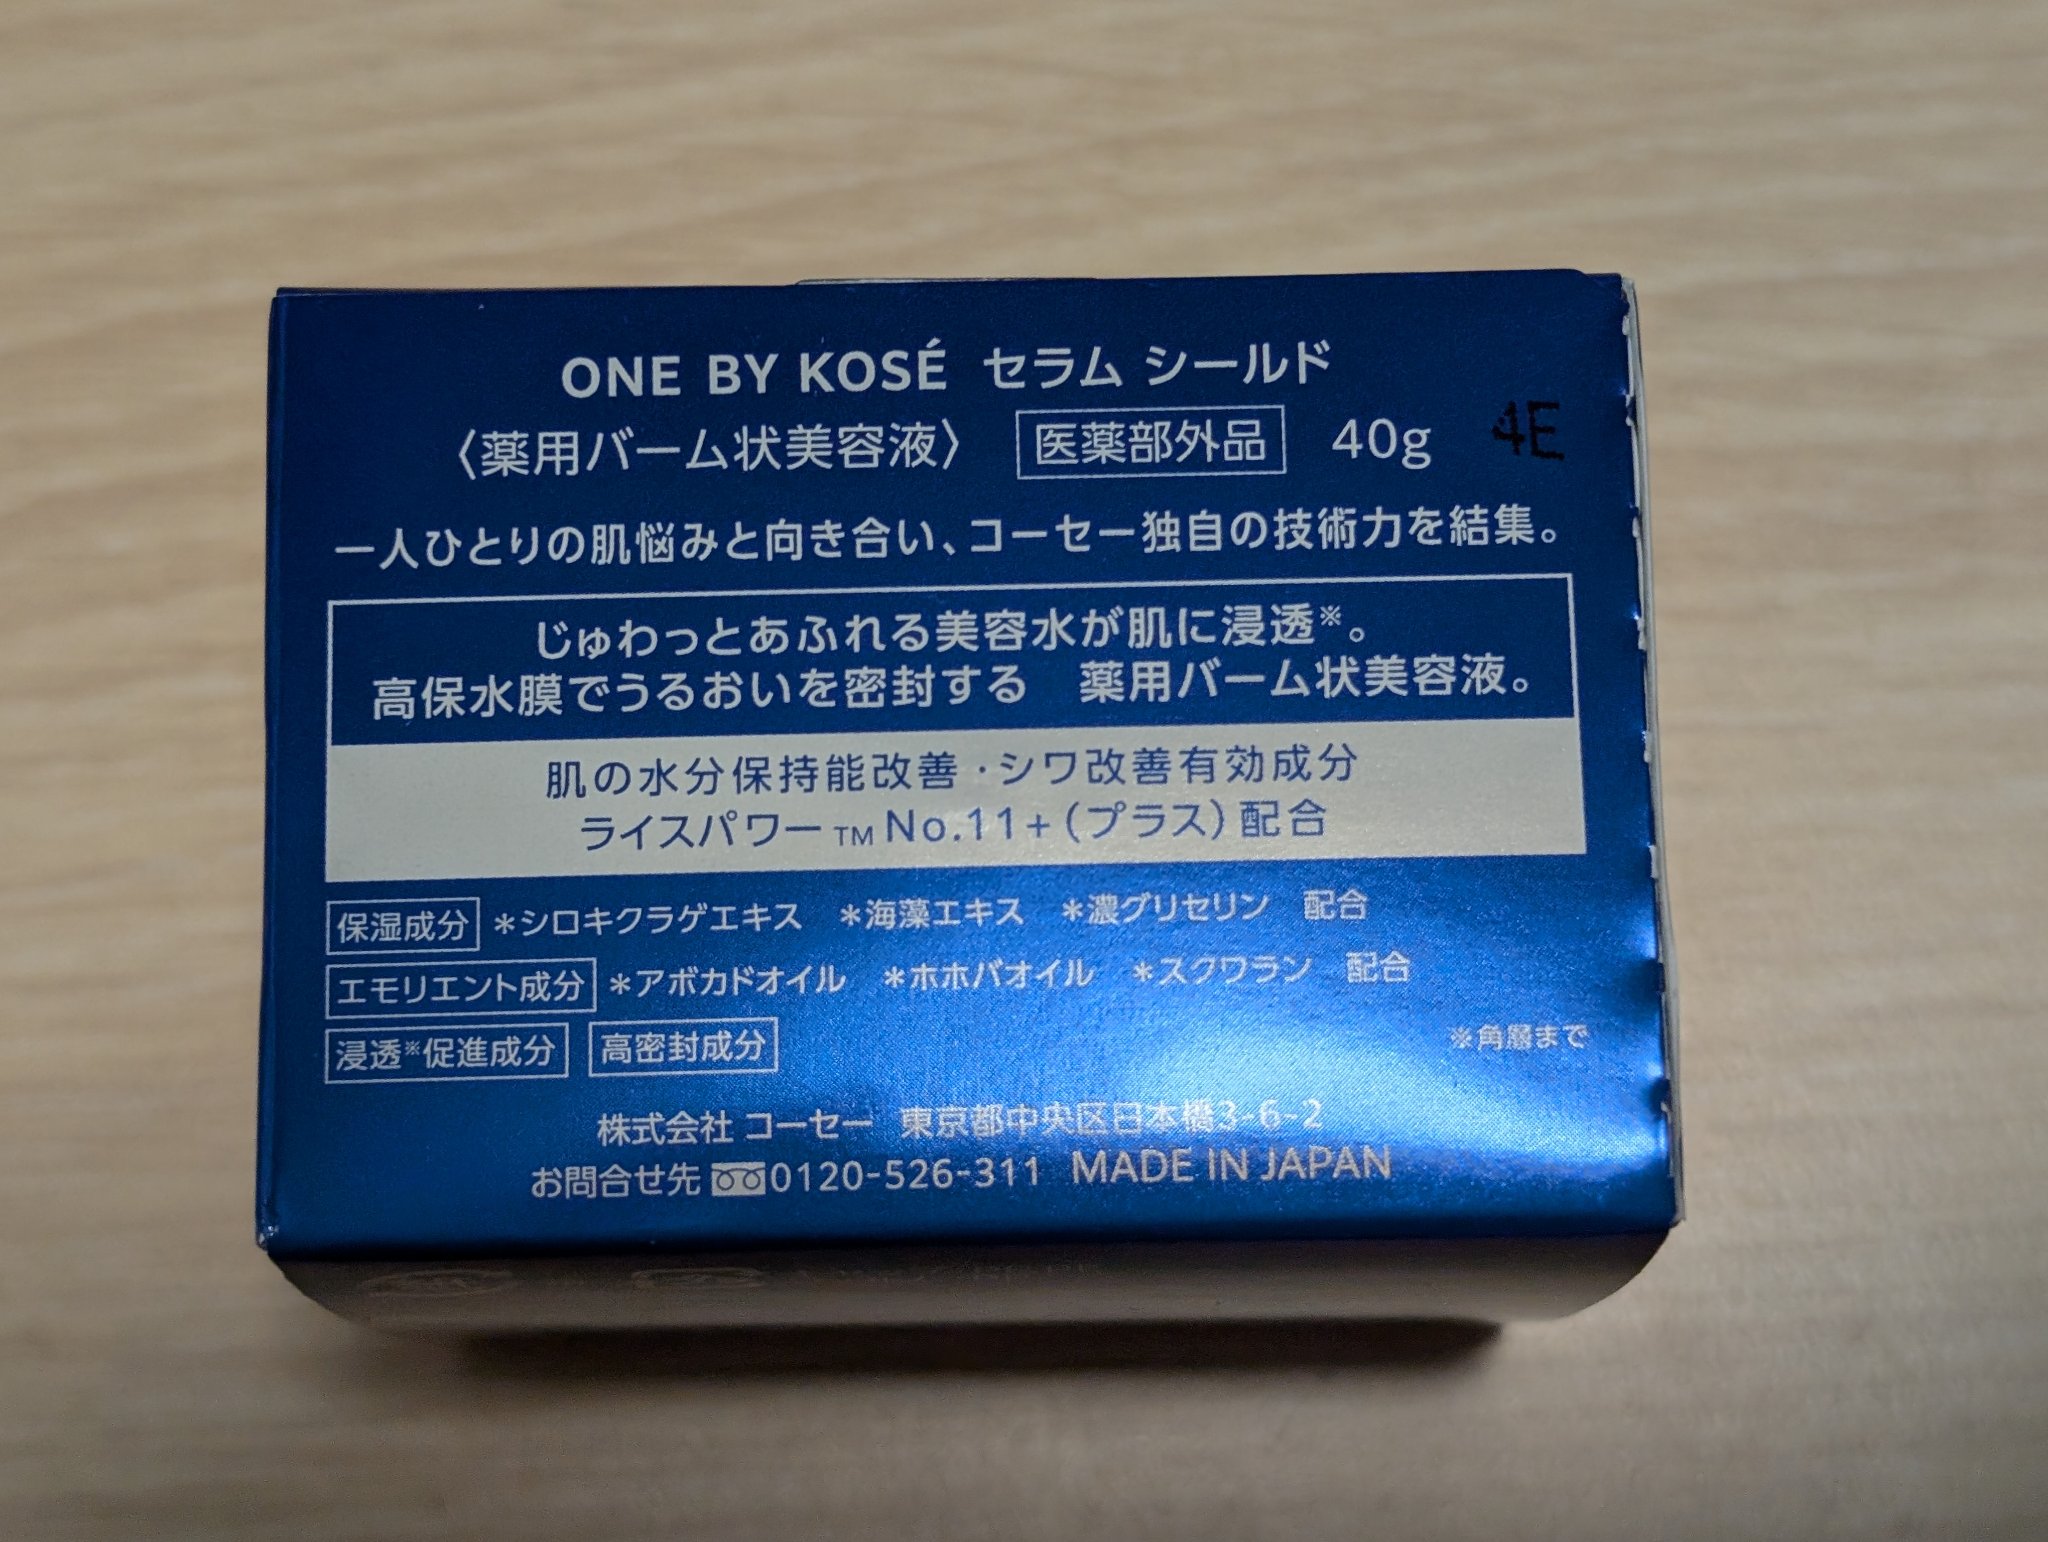 ONE BY KOSÉ セラム シールド
〈薬用バーム状美容液〉 医薬部外品 40g 4E
一人ひとりの肌悩みと向き合い、コーセー独自の技術力を結集。
じゅわっとあふれる美容水が肌に浸透※。
高保水膜でうるおいを密封する 薬用バーム状美容液。
肌の水分保持能改善・シワ改善有効成分
ライスパワー™No.11+(プラス)配合
保湿成分 *シロキクラゲエキス *海藻エキス *濃グリセリン 配合
エモリエント成分 *アボカドオイル *ホホバオイル *スクワラン 配合
浸透※促進成分 高密封成分 ※角層まで
株式会社 コーセー 東京都中央区日本橋3-6-2
お問合せ先 0120-526-311 MADE IN JAPAN